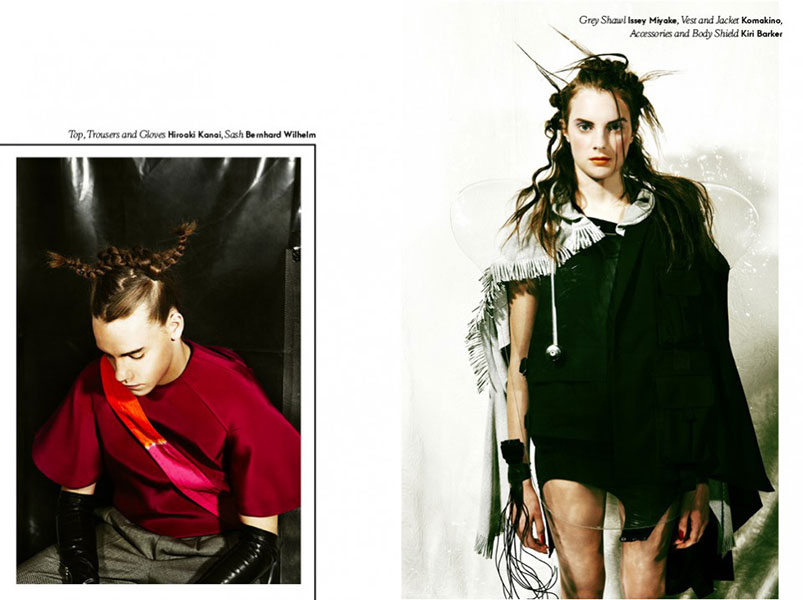 Top, Trousers and Gloves Hiroaki Kanai, Sash Bernhard Wilhelm
Grey Shawl Issey Miyake, Vest and Jacket Komakino,
Accessories and Body Shield Kiri Barker